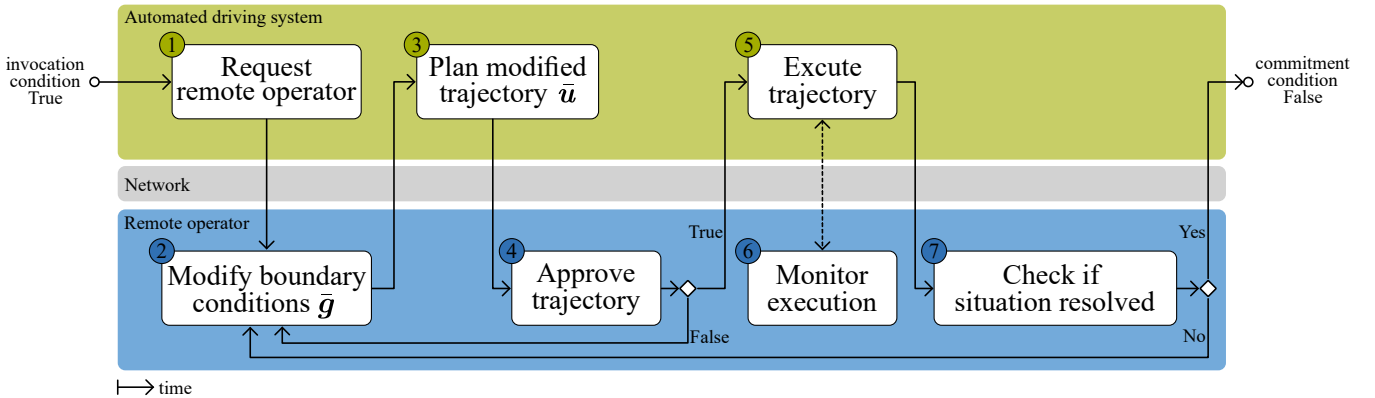 Automated driving system
invocation
condition
True
1
Request
remote operator
3
Plan modified
trajectory ū
5
Excute
trajectory
commitment
condition
False
Network
Remote operator
2
Modify boundary
conditions ḡ
4
Approve
trajectory
True
False
6
Monitor
execution
7
Check if
situation resolved
Yes
No
time